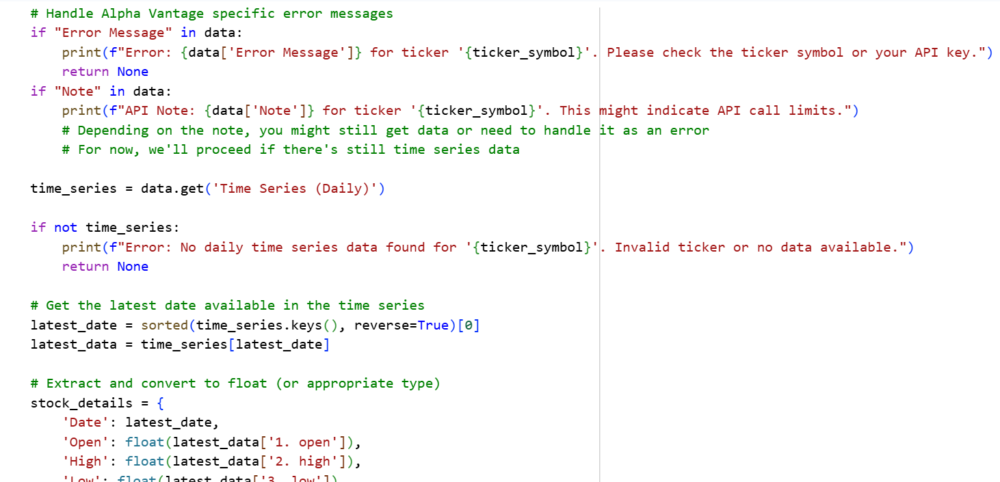 # Handle Alpha Vantage specific error messages
if "Error Message" in data:
    print(f"Error: {data['Error Message']} for ticker '{ticker_symbol}'. Please check the ticker symbol or your API key.")
    return None
if "Note" in data:
    print(f"API Note: {data['Note']} for ticker '{ticker_symbol}'. This might indicate API call limits.")
    # Depending on the note, you might still get data or need to handle it as an error
    # For now, we'll proceed if there's still time series data
time_series = data.get('Time Series (Daily)')
if not time_series:
    print(f"Error: No daily time series data found for '{ticker_symbol}'. Invalid ticker or no data available.")
    return None
# Get the latest date available in the time series
latest_date = sorted(time_series.keys(), reverse=True)[0]
latest_data = time_series[latest_date]
# Extract and convert to float (or appropriate type)
stock_details = {
    'Date': latest_date,
    'Open': float(latest_data['1. open']),
    'High': float(latest_data['2. high']),
    'Low': float(latest_data['3. low']),